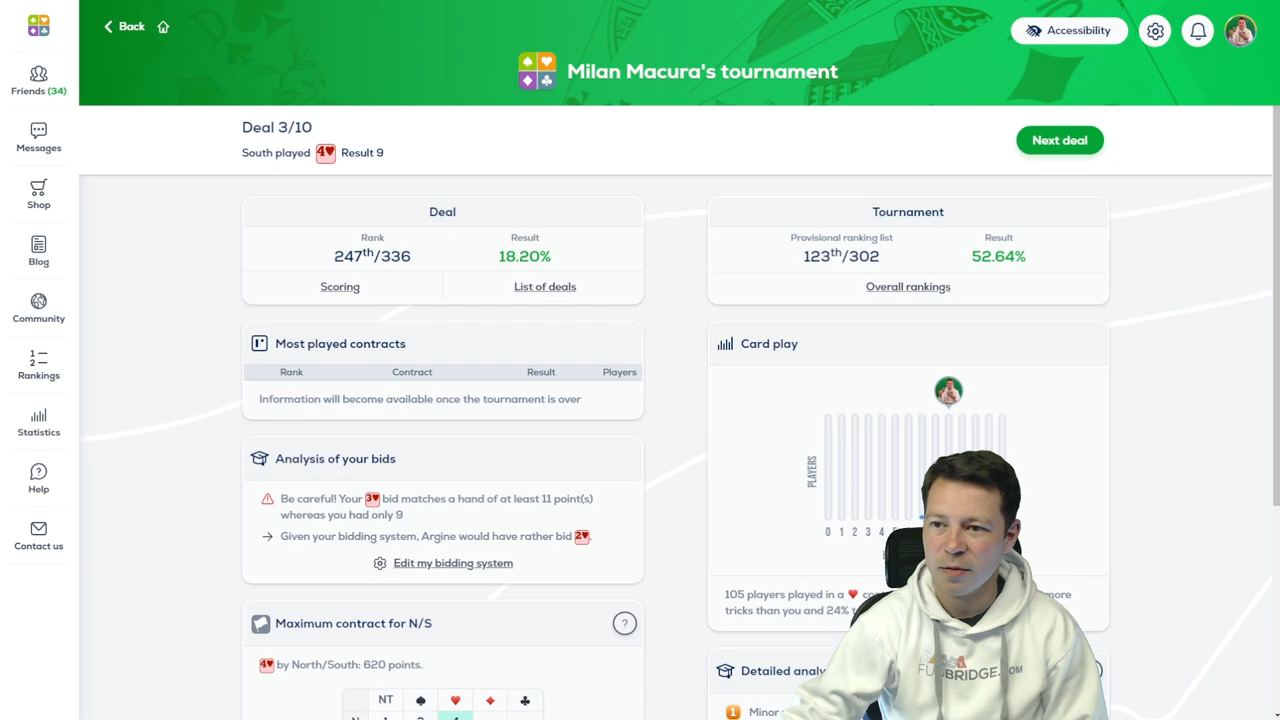 Back
Accessibility
Milan Macura's tournament
Friends (34)
Messages
Shop
Blog
Community
Rankings
Statistics
Help
Contact us
Deal 3/10
South played 4♥ Result 9
Next deal
Deal
Rank
Result
247th/336
18.20%
Scoring
List of deals
Tournament
Provisional ranking list
Result
123th/302
52.64%
Overall rankings
Most played contracts
Rank Contract Result Players
Information will become available once the tournament is over
Analysis of your bids
Be careful! Your 3♥ bid matches a hand of at least 11 point(s)
whereas you had only 9
Given your bidding system, Argine would have rather bid 2♥.
Edit my bidding system
Maximum contract for N/S
?
4♥ by North/South: 620 points.
NT ♠ ♥ ♦ ♣
Card play
PLAYERS
0 1 2 3 4
105 players played in a ♥ more
tricks than you and 24%
Detailed
1 Minor
FUNBRIDGE.COM